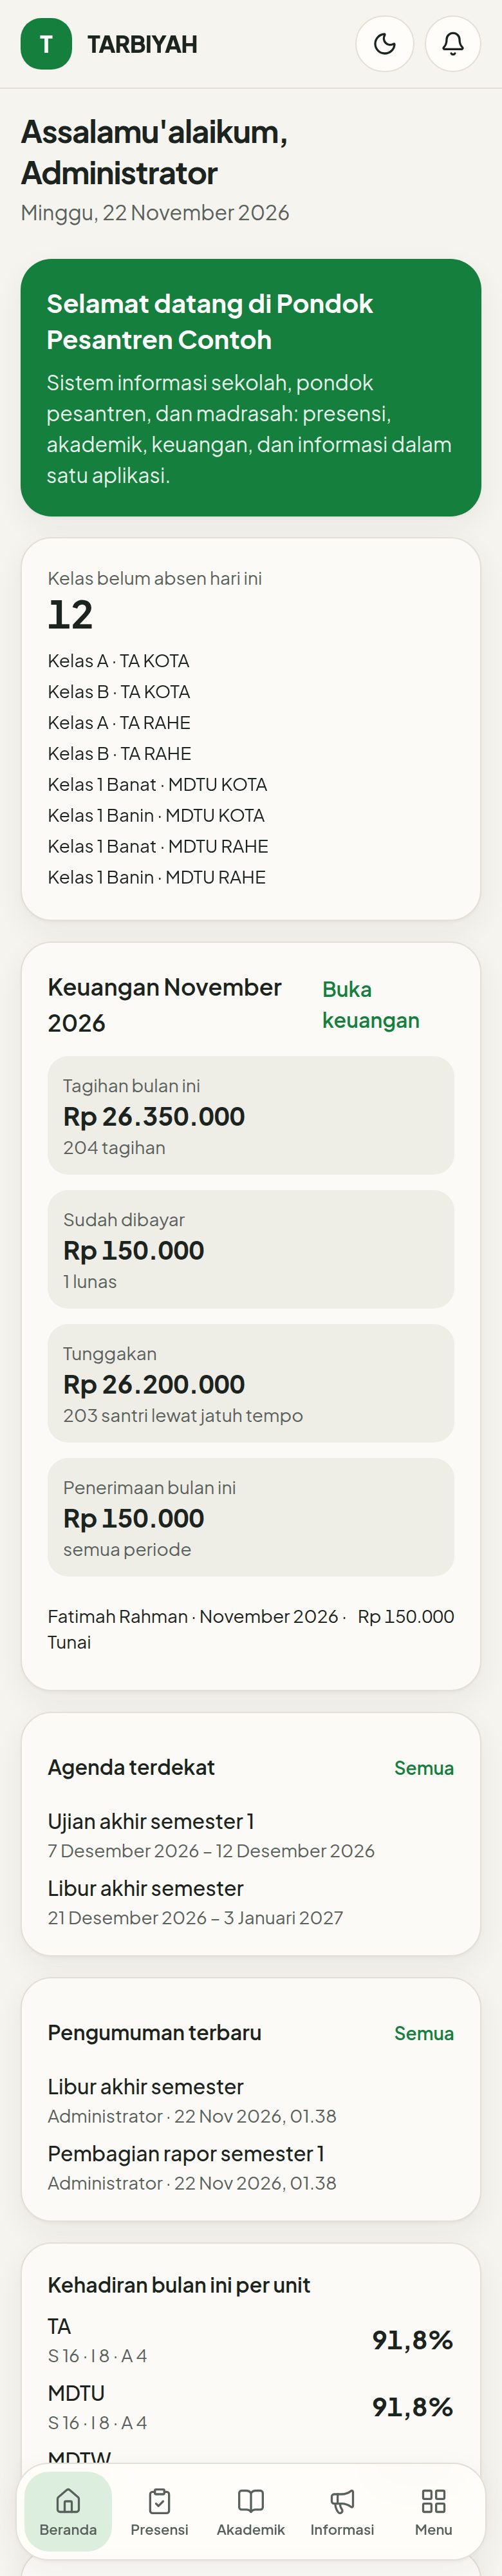 T TARBIYAH
Assalamu'alaikum,
Administrator
Minggu, 22 November 2026
Selamat datang di Pondok
Pesantren Contoh
Sistem informasi sekolah, pondok
pesantren, dan madrasah: presensi,
akademik, keuangan, dan informasi dalam
satu aplikasi.
Kelas belum absen hari ini
12
Kelas A · TA KOTA
Kelas B · TA KOTA
Kelas A · TA RAHE
Kelas B · TA RAHE
Kelas 1 Banat · MDTU KOTA
Kelas 1 Banin · MDTU KOTA
Kelas 1 Banat · MDTU RAHE
Kelas 1 Banin · MDTU RAHE
Keuangan November
2026
Buka
keuangan
Tagihan bulan ini
Rp 26.350.000
204 tagihan
Sudah dibayar
Rp 150.000
1 lunas
Tunggakan
Rp 26.200.000
203 santri lewat jatuh tempo
Penerimaan bulan ini
Rp 150.000
semua periode
Fatimah Rahman · November 2026 · Rp 150.000
Tunai
Agenda terdekat Semua
Ujian akhir semester 1
7 Desember 2026 – 12 Desember 2026
Libur akhir semester
21 Desember 2026 – 3 Januari 2027
Pengumuman terbaru Semua
Libur akhir semester
Administrator · 22 Nov 2026, 01.38
Pembagian rapor semester 1
Administrator · 22 Nov 2026, 01.38
Kehadiran bulan ini per unit
TA
S 16 · I 8 · A 4
91,8%
MDTU
S 16 · I 8 · A 4
91,8%
MDTW
Beranda Presensi Akademik Informasi Menu